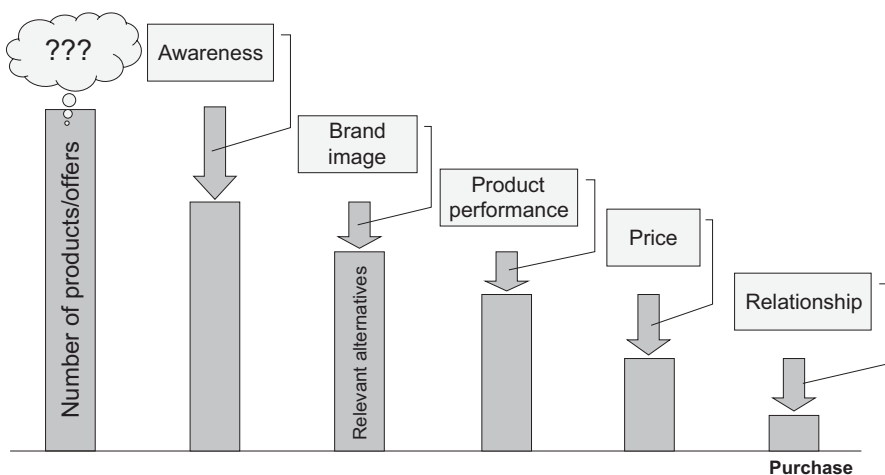 ???
Awareness
Brand
image
Product
performance
Price
Relationship
Number of products/offers
Relevant alternatives
Purchase